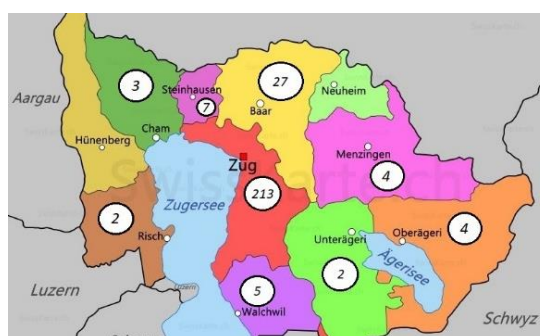 3
Steinhausen
7
27
Baar
Neuheim
Aargau
Hünenberg
Cham
Zug
Menzingen
4
Zugersee
213
2
Risch
Unterägeri
Oberägeri
4
Ägerisee
2
5
Walchwil
Luzern
Schwyz